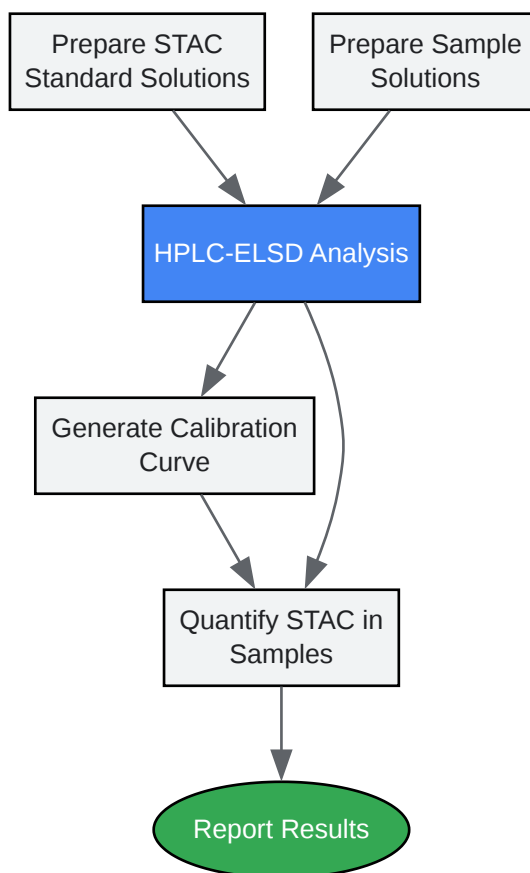 Prepare STAC
Standard Solutions
Prepare Sample
Solutions
HPLC-ELSD Analysis
Generate Calibration
Curve
Quantify STAC in
Samples
Report Results